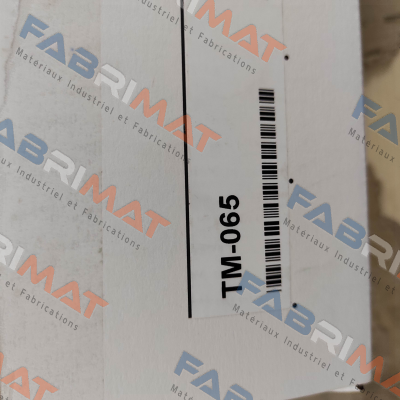 TM-065
FABRIMAT
Matériaux Industriel et Fabrications